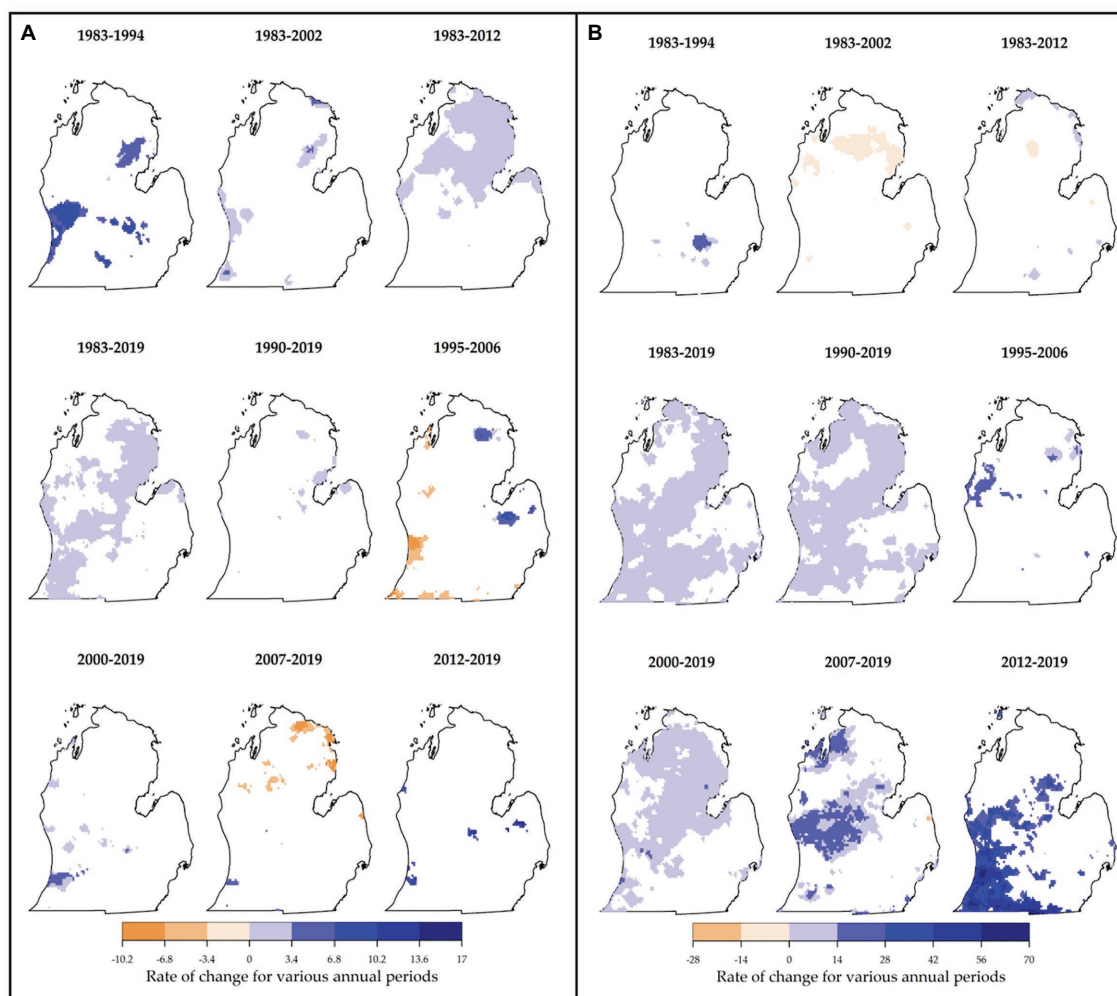 A
1983-1994 1983-2002 1983-2012
1983-2019 1990-2019 1995-2006
2000-2019 2007-2019 2012-2019
-10.2 -6.8 -3.4 0 3.4 6.8 10.2 13.6 17
Rate of change for various annual periods
B
1983-1994 1983-2002 1983-2012
1983-2019 1990-2019 1995-2006
2000-2019 2007-2019 2012-2019
-28 -14 0 14 28 42 56 70
Rate of change for various annual periods